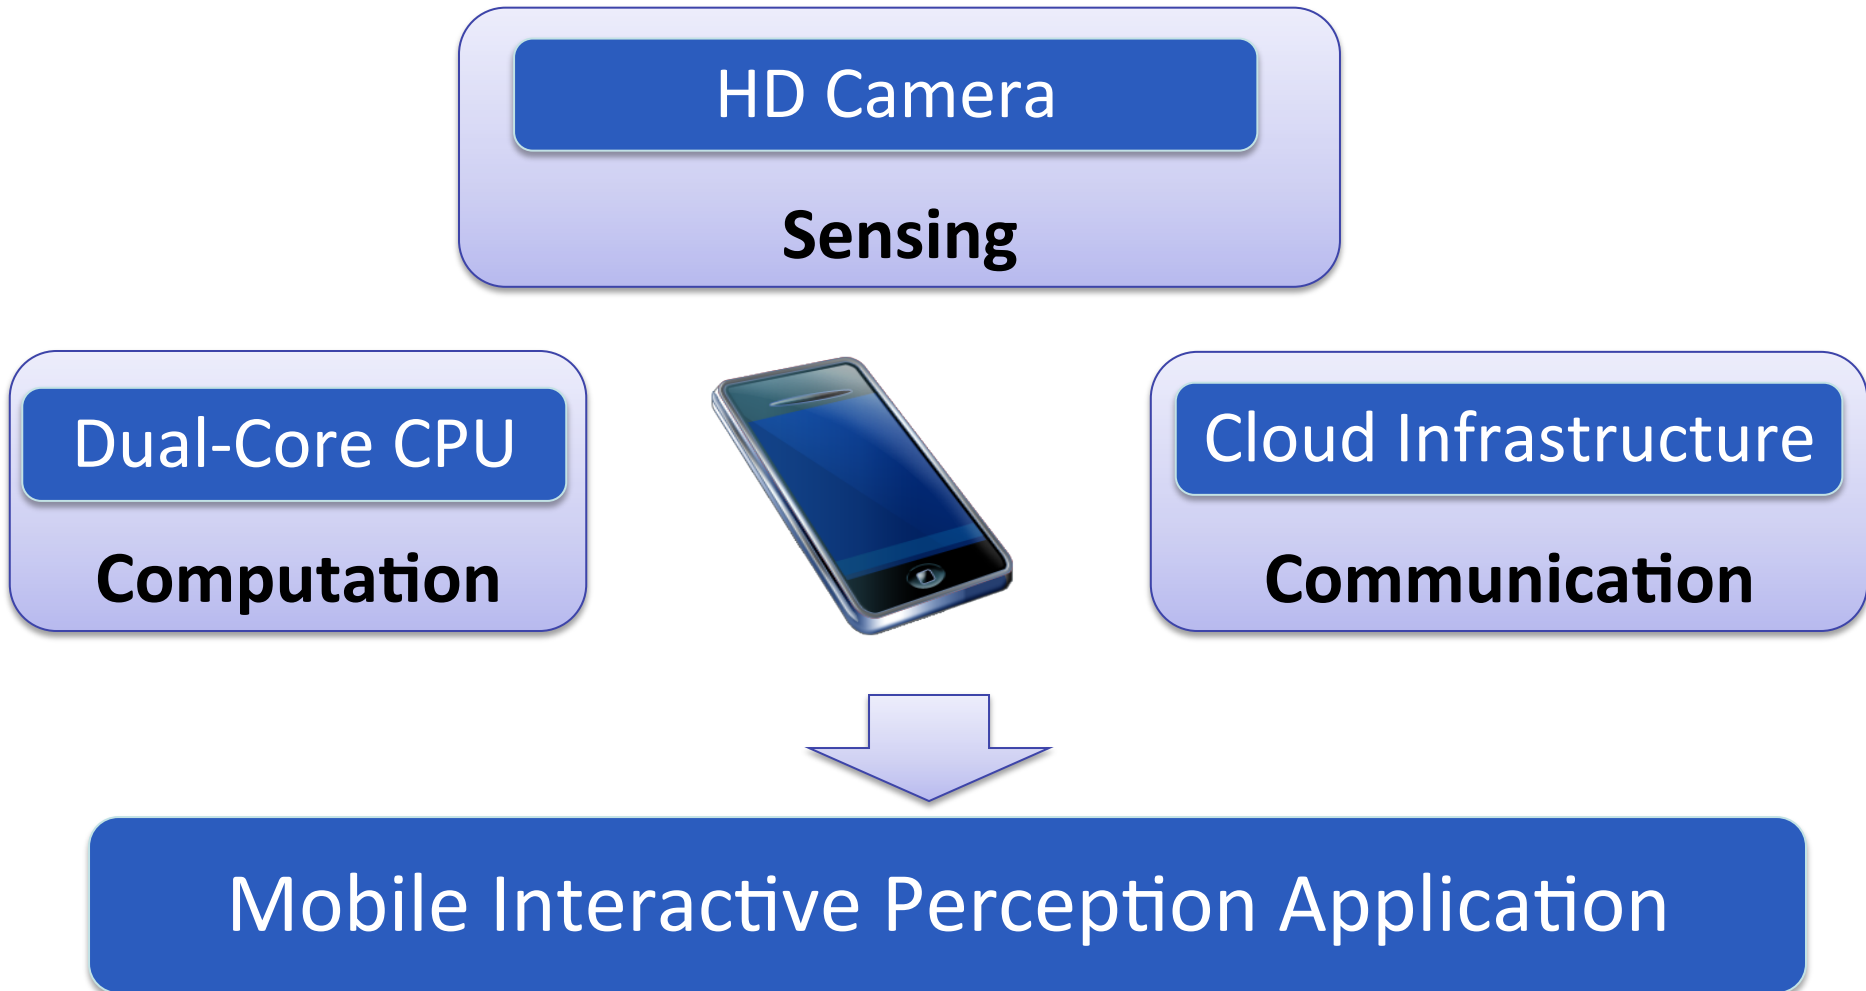 HD Camera
Sensing
Dual-Core CPU
Computation
Cloud Infrastructure
Communication
Mobile Interactive Perception Application